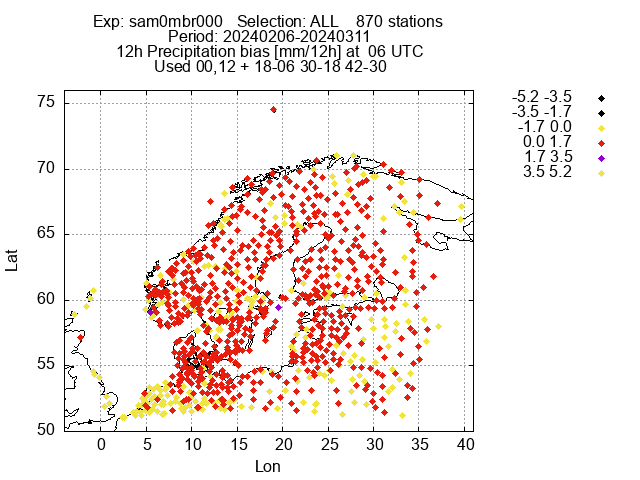 Exp: sam0mbr000   Selection: ALL    870 stations
Period: 20240206-20240311
12h Precipitation bias [mm/12h] at  06 UTC
Used 00,12 + 18-06 30-18 42-30
-5.2 -3.5
-3.5 -1.7
-1.7 0.0
0.0 1.7
1.7 3.5
3.5 5.2
75
70
65
60
55
50
Lat
0 5 10 15 20 25 30 35 40
Lon